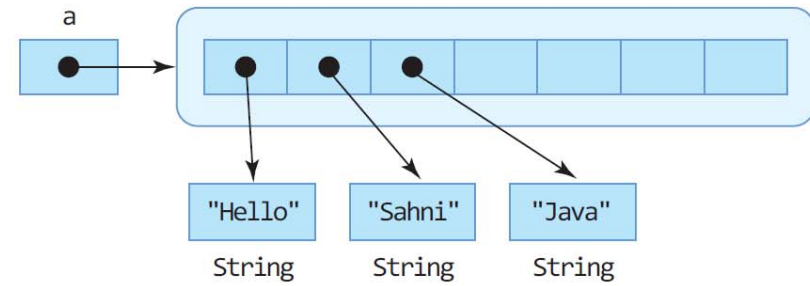 a
"Hello" "Sahni" "Java"
String String String